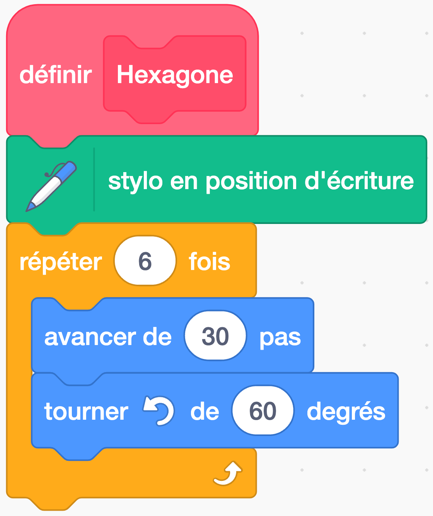 définir Hexagone
stylo en position d'écriture
répéter 6 fois
avancer de 30 pas
tourner de 60 degrés